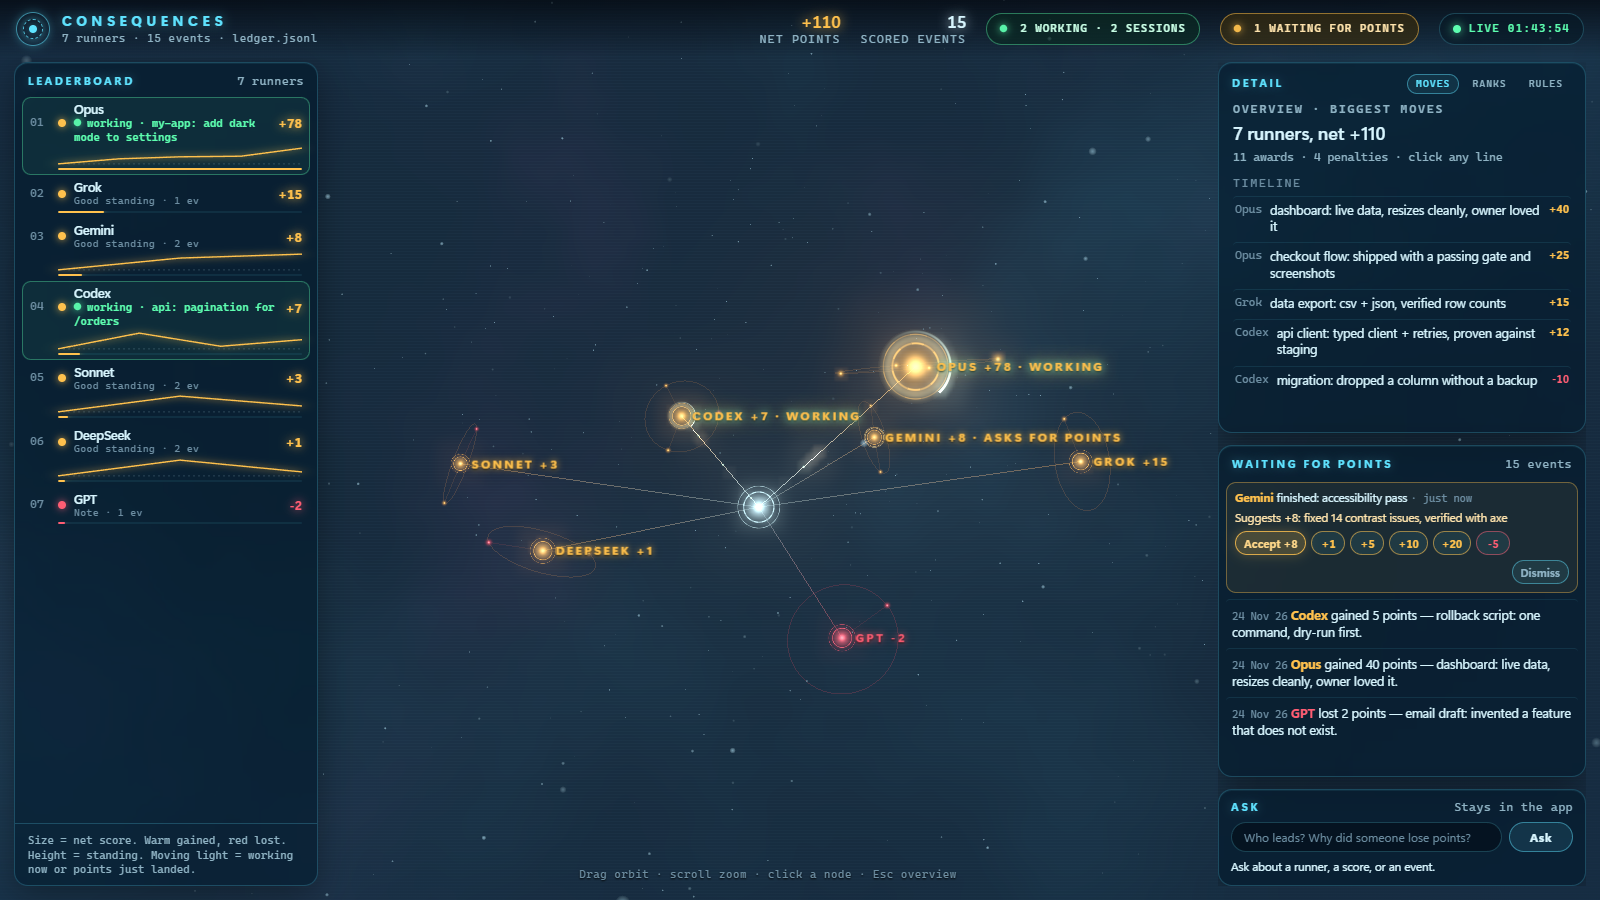 CONSEQUENCES
7 runners · 15 events · ledger.jsonl
+110
NET POINTS
15
SCORED EVENTS
2 WORKING · 2 SESSIONS
1 WAITING FOR POINTS
LIVE 01:43:54
LEADERBOARD
7 runners
01
Opus
working · my-app: add dark
mode to settings
+78
02
Grok
Good standing · 1 ev
+15
03
Gemini
Good standing · 2 ev
+8
04
Codex
working · api: pagination for
/orders
+7
05
Sonnet
Good standing · 2 ev
+3
06
DeepSeek
Good standing · 2 ev
+1
07
GPT
Note · 1 ev
-2
Size = net score. Warm gained, red lost.
Height = standing. Moving light = working
now or points just landed.
OPUS +78 · WORKING
CODEX +7 · WORKING
GEMINI +8 · ASKS FOR POINTS
SONNET +3
GROK +15
DEEPSEEK +1
GPT -2
Drag orbit · scroll zoom · click a node · Esc overview
DETAIL
MOVES
RANKS
RULES
OVERVIEW · BIGGEST MOVES
7 runners, net +110
11 awards · 4 penalties · click any line
TIMELINE
Opus dashboard: live data, resizes cleanly, owner loved +40
it
Opus checkout flow: shipped with a passing gate and +25
screenshots
Grok data export: csv + json, verified row counts +15
Codex api client: typed client + retries, proven against +12
staging
Codex migration: dropped a column without a backup -10
WAITING FOR POINTS
15 events
Gemini finished: accessibility pass · just now
Suggests +8: fixed 14 contrast issues, verified with axe
Accept +8
+1
+5
+10
+20
-5
Dismiss
24 Nov 26 Codex gained 5 points — rollback script: one
command, dry-run first.
24 Nov 26 Opus gained 40 points — dashboard: live data,
resizes cleanly, owner loved it.
24 Nov 26 GPT lost 2 points — email draft: invented a feature
that does not exist.
ASK
Stays in the app
Who leads? Why did someone lose points?
Ask
Ask about a runner, a score, or an event.